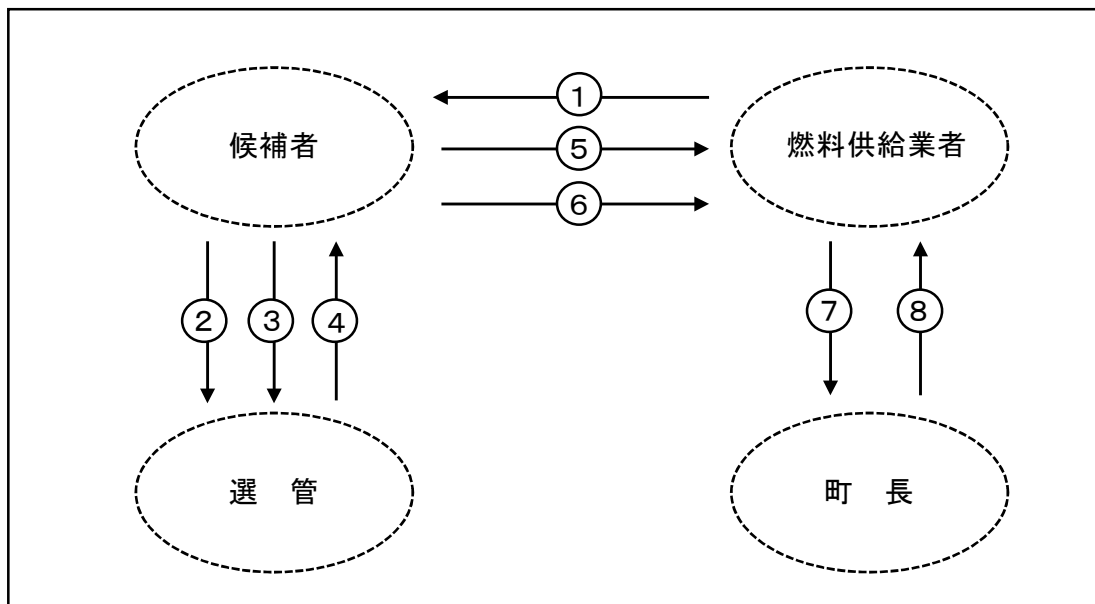 候補者
燃料供給業者
①
⑤
⑥
②
③
④
⑦
⑧
選　管
町　長